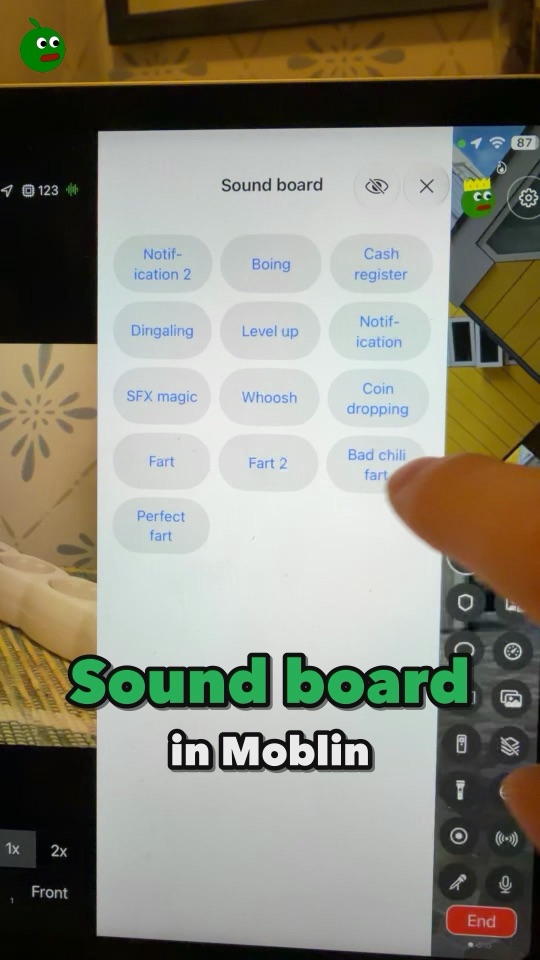 87
123
Sound board
Notif-
ication 2
Boing
Cash
register
Dingaling
Level up
Notif-
ication
SFX magic
Whoosh
Coin
dropping
Fart
Fart 2
Bad chili
fart
Perfect
fart
Sound board
in Moblin
1x
2x
Front
1
End